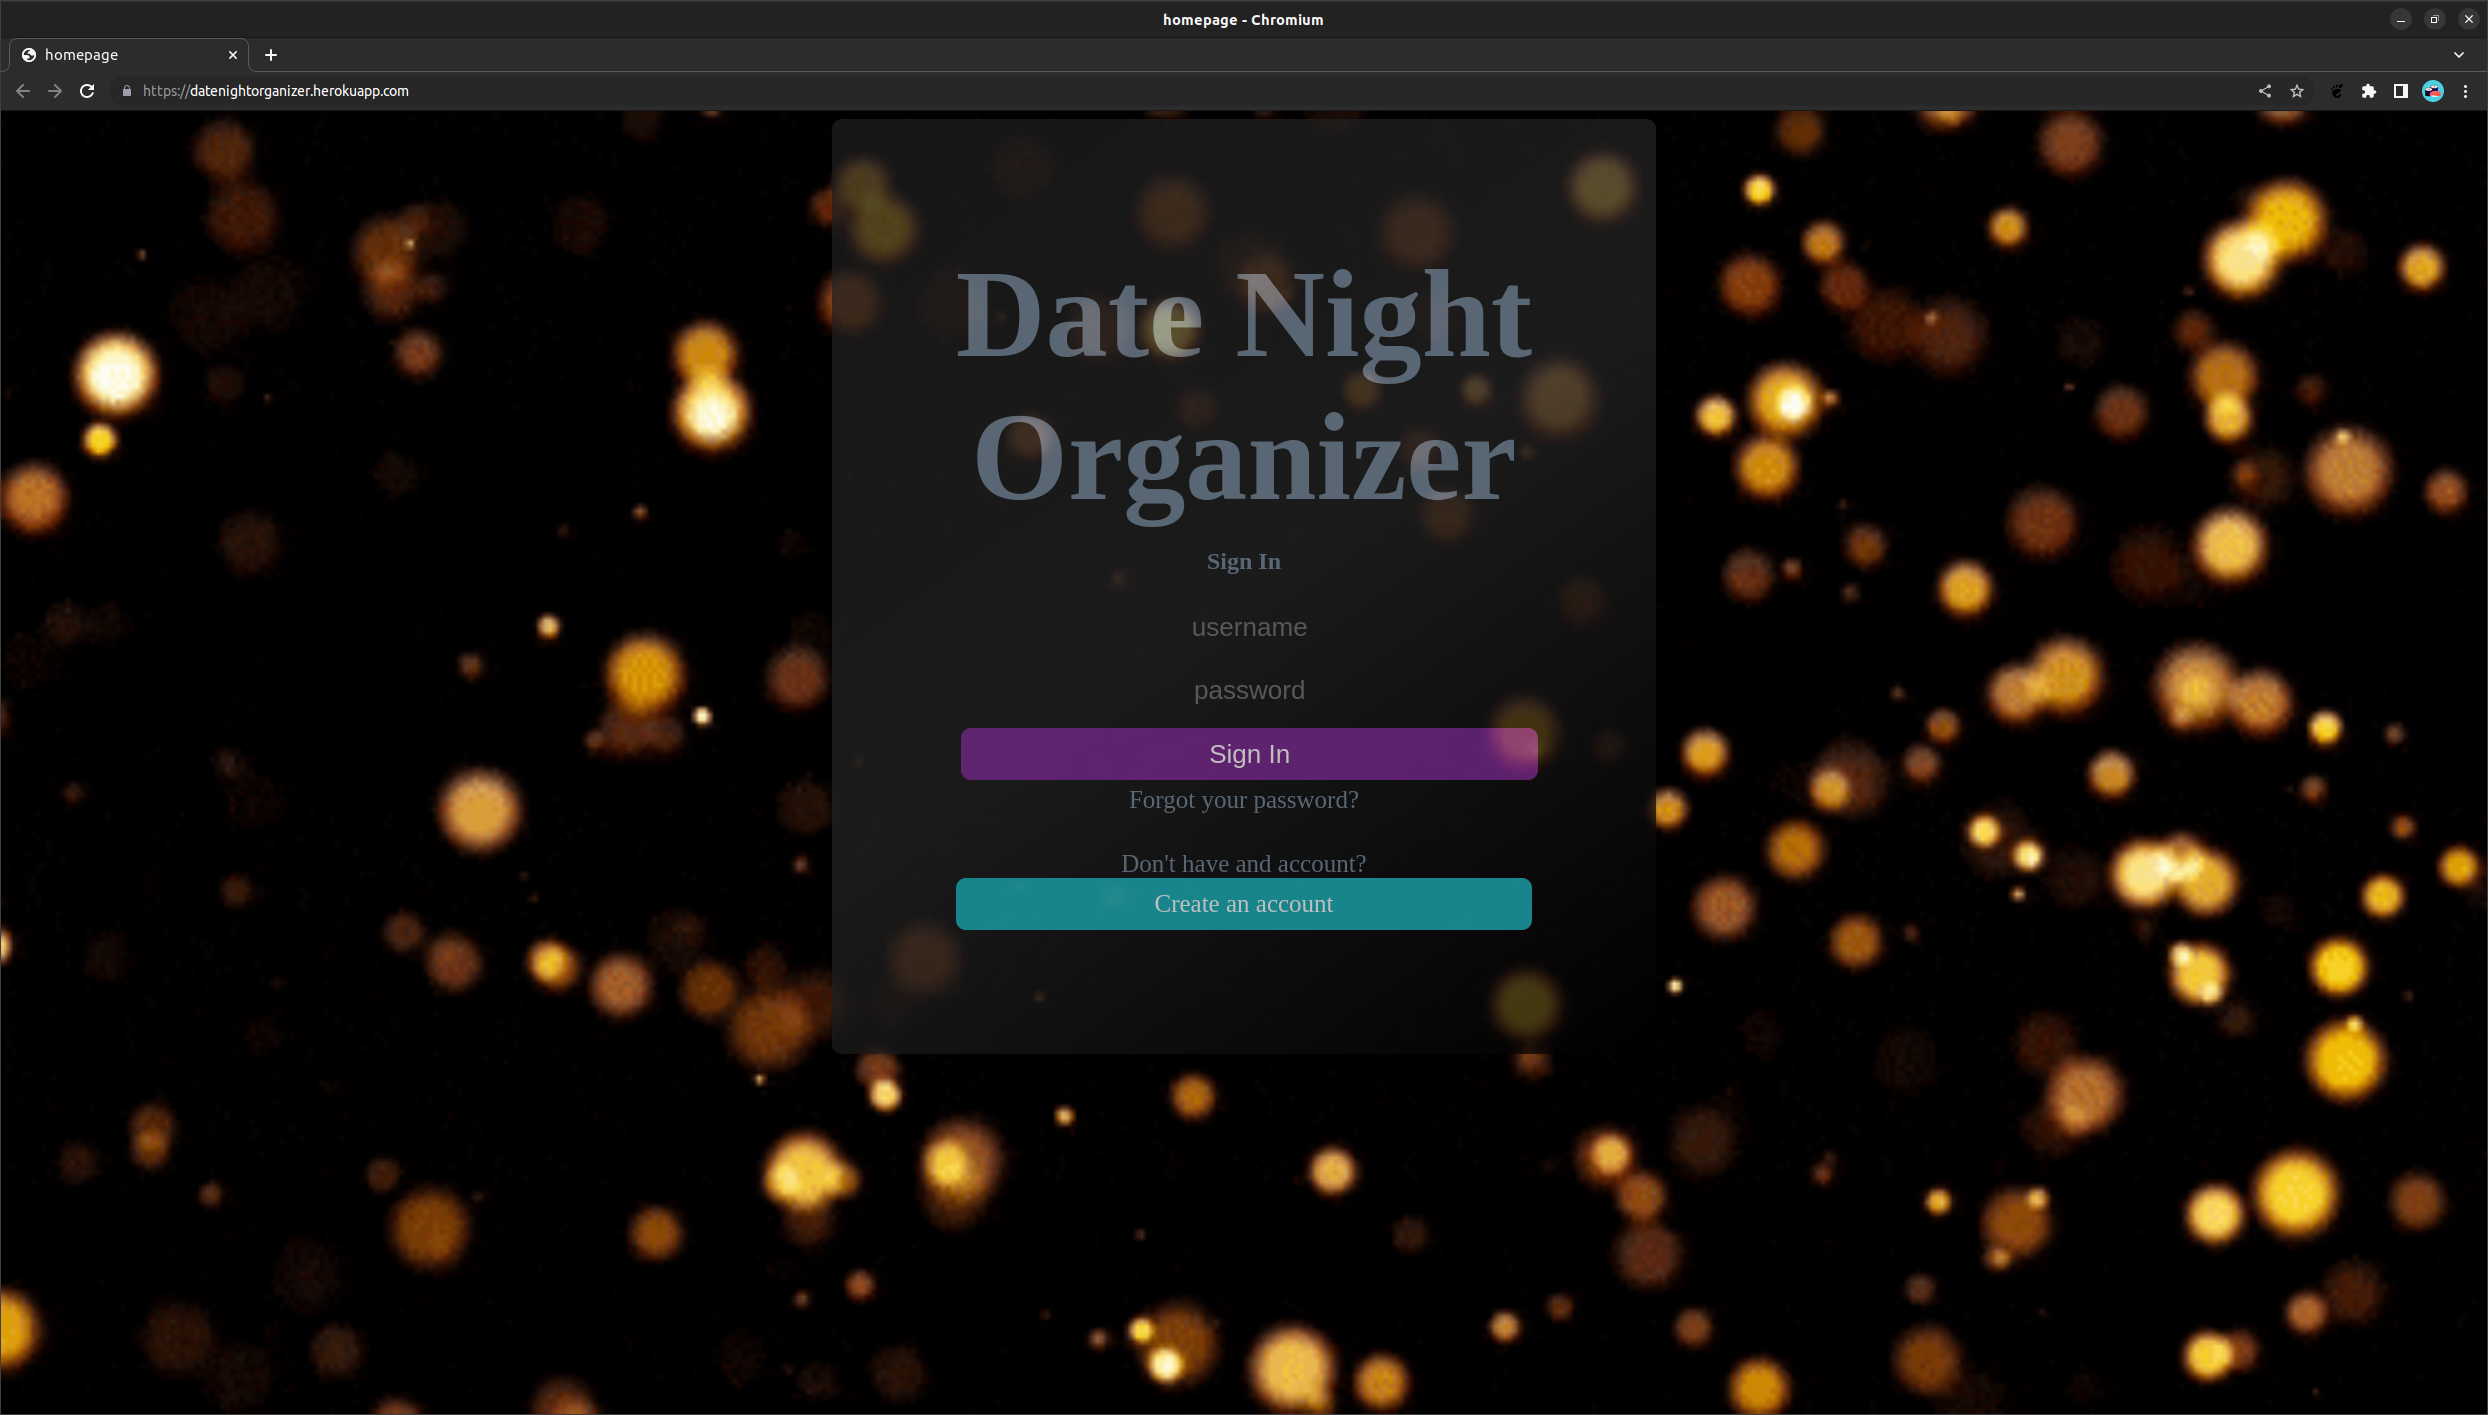 homepage - Chromium
homepage
https://datenightorganizer.herokuapp.com
Date Night
Organizer
Sign In
username
password
Sign In
Forgot your password?
Don't have and account?
Create an account